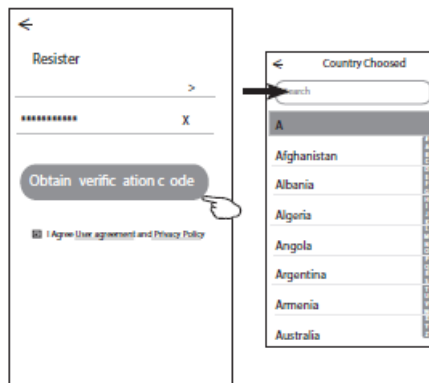 Resister
>
***********
X
Obtain verific ation c ode
I Agree User agreement and Privacy Policy
Country Choosed
A
Afghanistan
Albania
Algeria
Angola
Argentina
Armenia
Australia